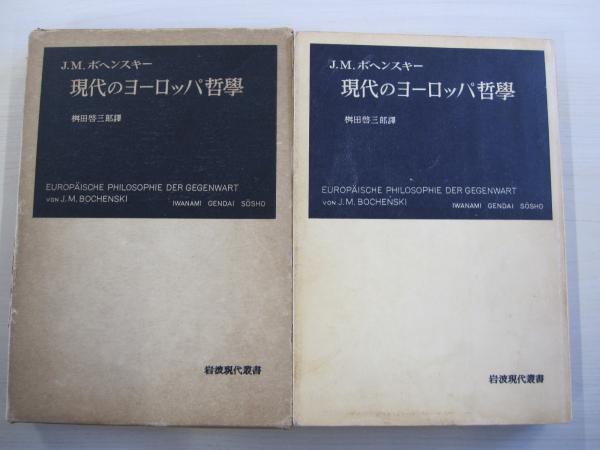 J.M. ボヘンスキー
現代のヨーロッパ哲學
桝田啓三郎譯
EUROPÄISCHE PHILOSOPHIE DER GEGENWART
VON J.M. BOCHENSKI
IWANAMI GENDAI SŌSHO
岩波現代叢書
J.M. ボヘンスキー
現代のヨーロッパ哲學
桝田啓三郎譯
EUROPÄISCHE PHILOSOPHIE DER GEGENWART
VON J.M. BOCHEŃSKI
IWANAMI GENDAI SŌSHO
岩波現代叢書